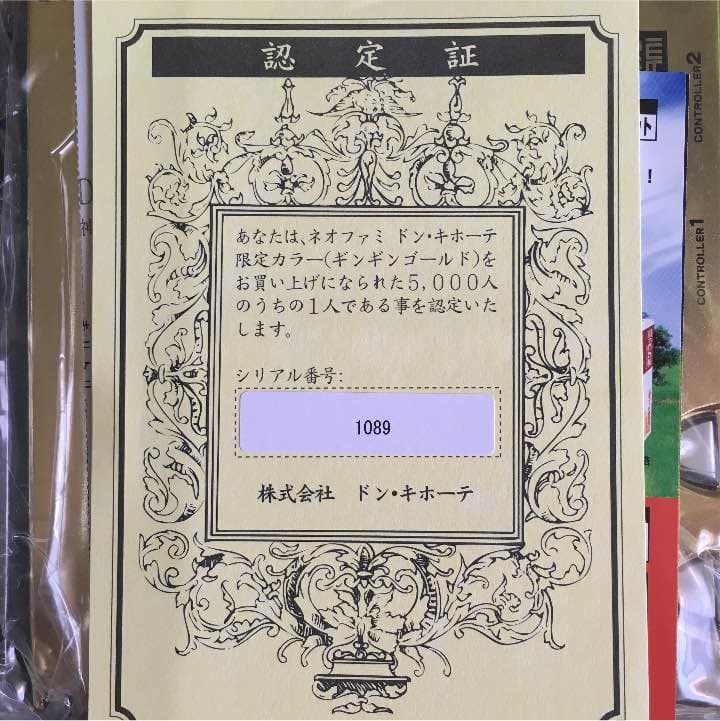 認定証
あなたは、ネオファミ ドン・キホーテ
限定カラー(ギンギンゴールド)を
お買い上げになられた5,000人
のうちの1人である事を認定いた
します。
シリアル番号:
1089
株式会社 ドン・キホーテ
CONTROLLER 1
CONTROLLER 2
!